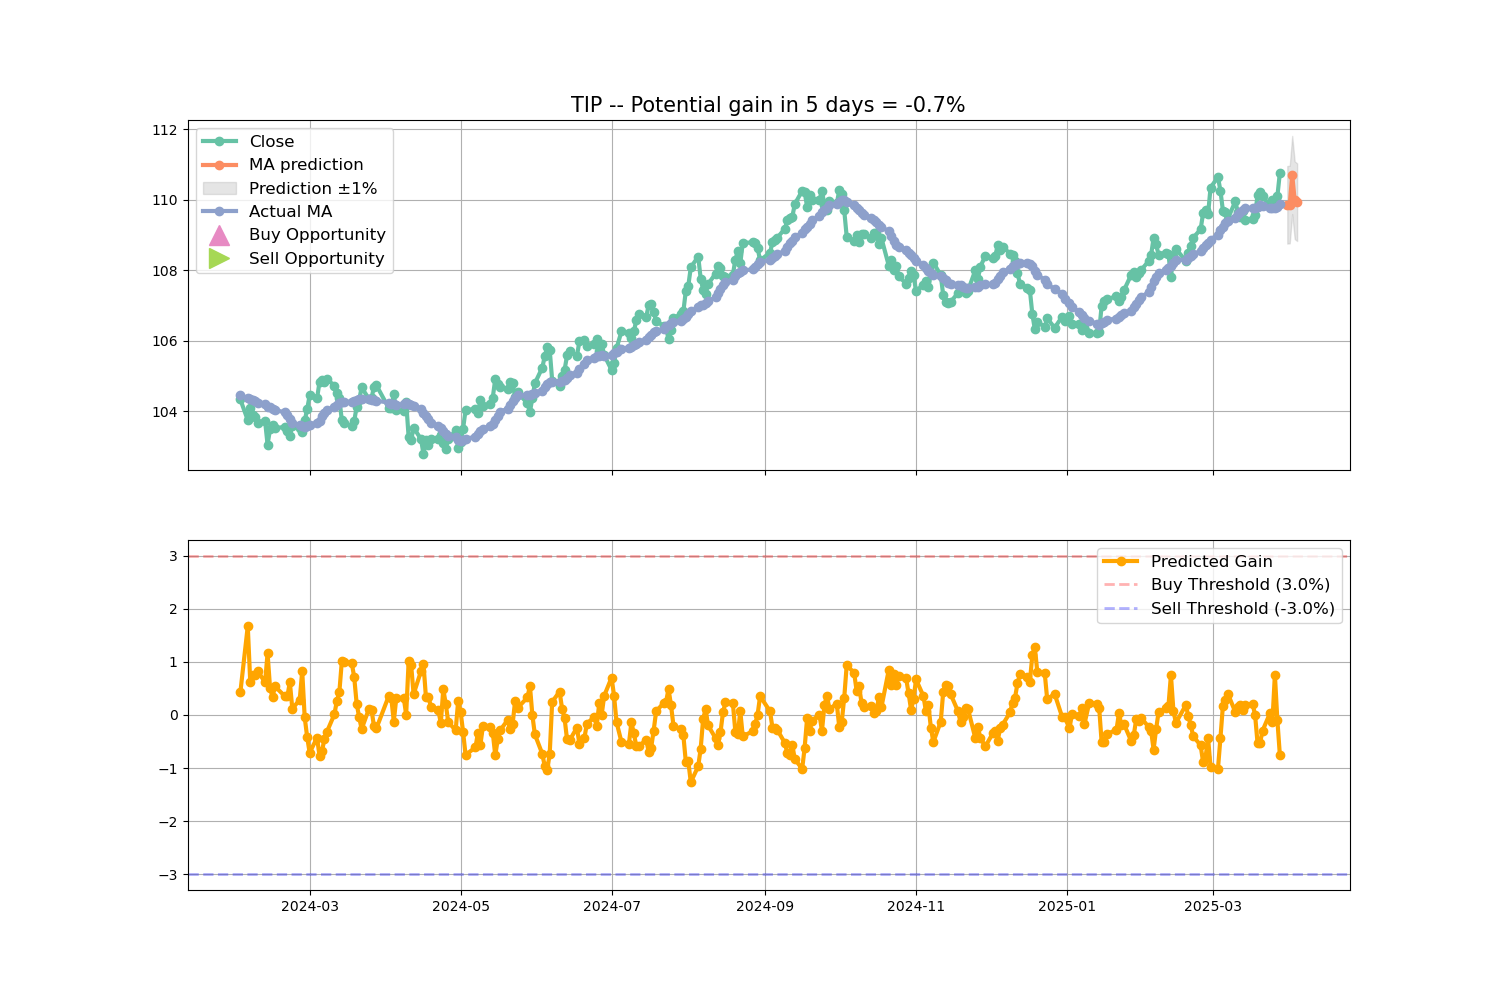 TIP -- Potential gain in 5 days = -0.7%
112
110
108
106
104
Close
MA prediction
Prediction ±1%
Actual MA
Buy Opportunity
Sell Opportunity
3
2
1
0
−1
−2
−3
Predicted Gain
Buy Threshold (3.0%)
Sell Threshold (-3.0%)
2024-03
2024-05
2024-07
2024-09
2024-11
2025-01
2025-03